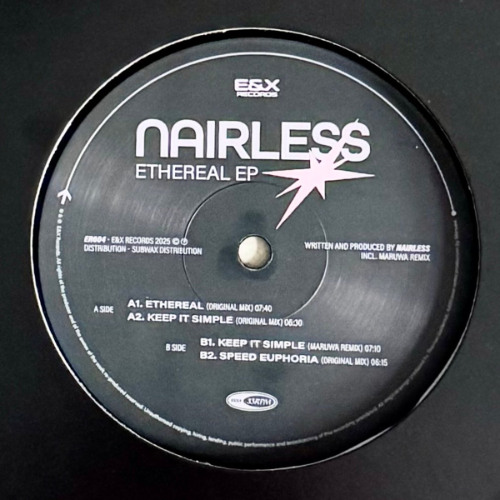 E&X
RECORDS
NAIRLESS
ETHEREAL EP
ER004 - E&X RECORDS 2025 © ℗
DISTRIBUTION - SUBWAX DISTRIBUTION
WRITTEN AND PRODUCED BY NAIRLESS
INCL. MARUWA REMIX
A SIDE
A1. ETHEREAL (ORIGINAL MIX) 07:40
A2. KEEP IT SIMPLE (ORIGINAL MIX) 06:30
B SIDE
B1. KEEP IT SIMPLE (MARUWA REMIX) 07:10
B2. SPEED EUPHORIA (ORIGINAL MIX) 06:15